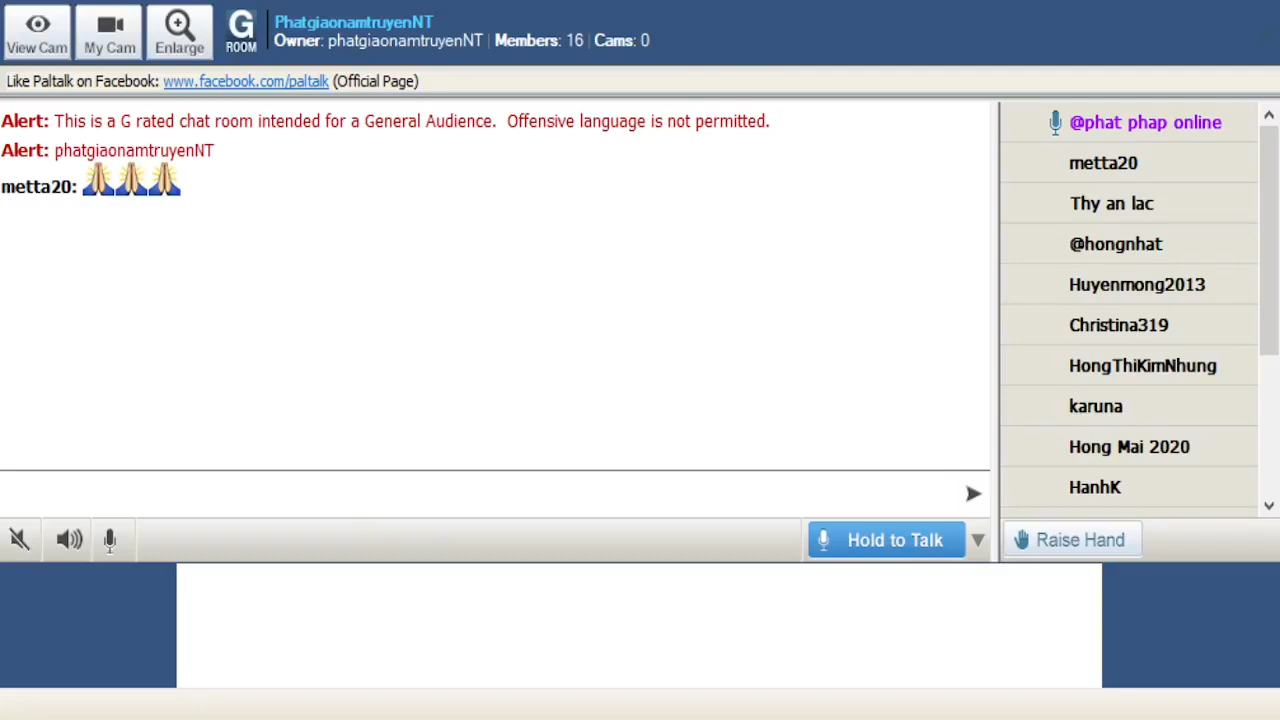 View Cam
My Cam
Enlarge
G
ROOM
PhatgiaonamtruyenNT
Owner: phatgiaonamtruyenNT | Members: 16 | Cams: 0
Like Paltalk on Facebook: www.facebook.com/paltalk (Official Page)
Alert: This is a G rated chat room intended for a General Audience. Offensive language is not permitted.
Alert: phatgiaonamtruyenNT
metta20: 🙏🙏🙏
@phat phap online
metta20
Thy an lac
@hongnhat
Huyenmong2013
Christina319
HongThiKimNhung
karuna
Hong Mai 2020
HanhK
Hold to Talk
Raise Hand